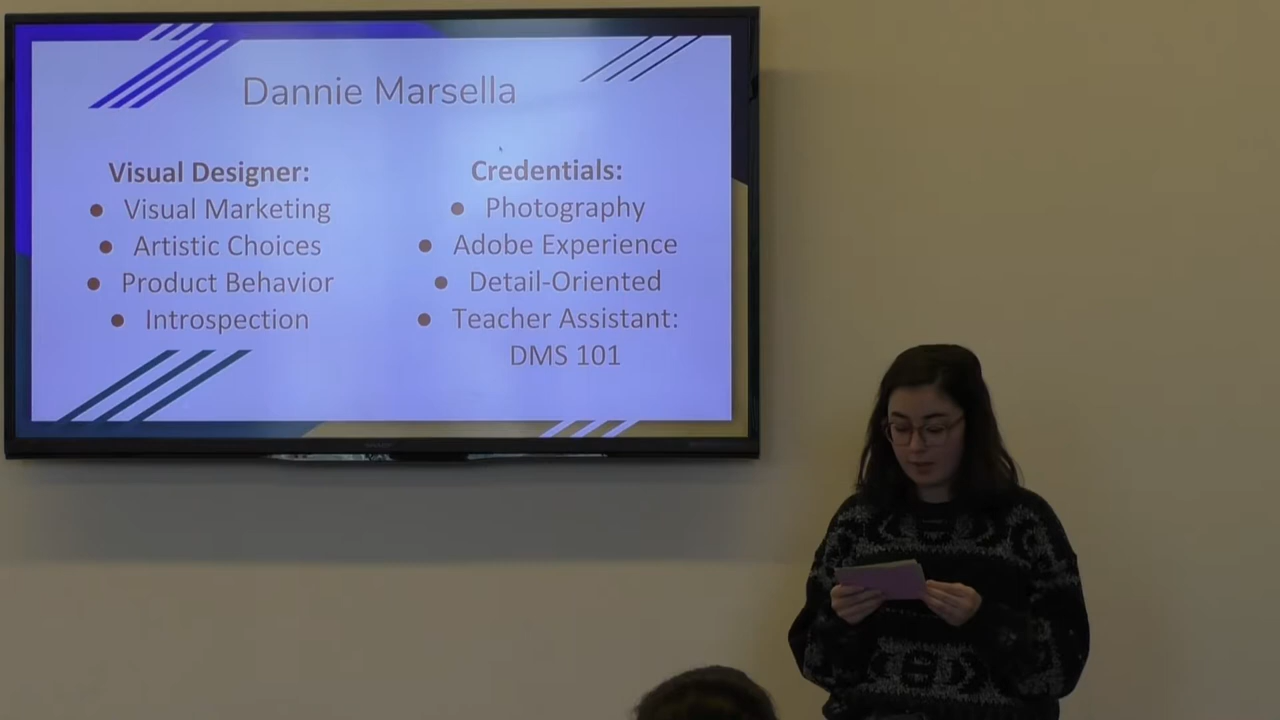 Dannie Marsella
Visual Designer:
● Visual Marketing
● Artistic Choices
● Product Behavior
● Introspection
Credentials:
● Photography
● Adobe Experience
● Detail-Oriented
● Teacher Assistant:
DMS 101